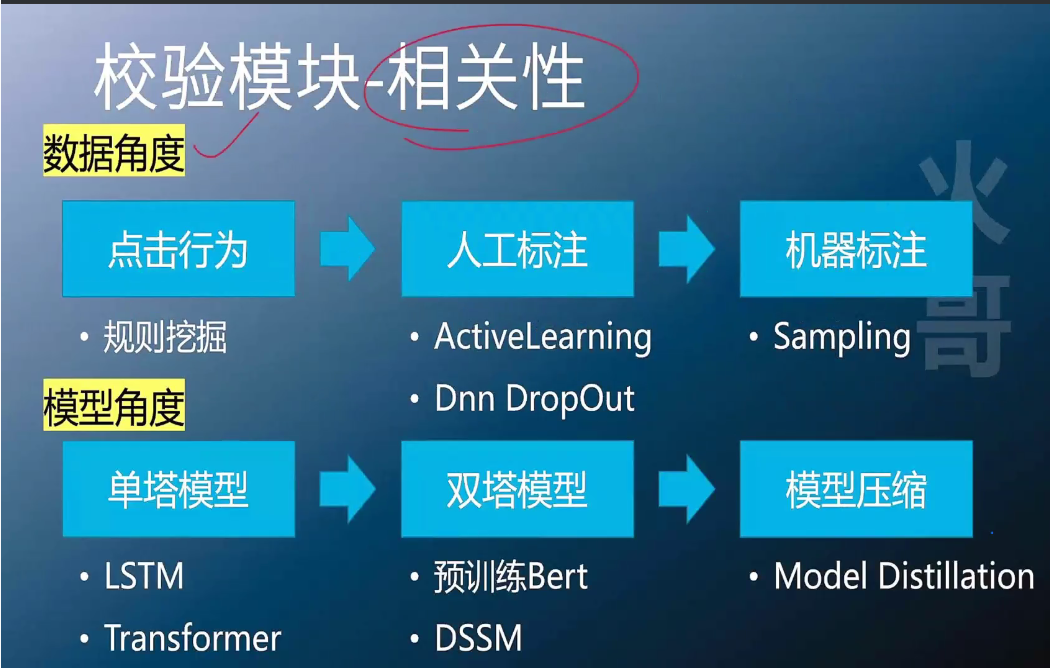 校验模块-相关性
数据角度
点击行为
人工标注
机器标注
• 规则挖掘
• ActiveLearning
• Dnn DropOut
• Sampling
模型角度
单塔模型
双塔模型
模型压缩
• LSTM
• Transformer
• 预训练Bert
• DSSM
• Model Distillation
火哥